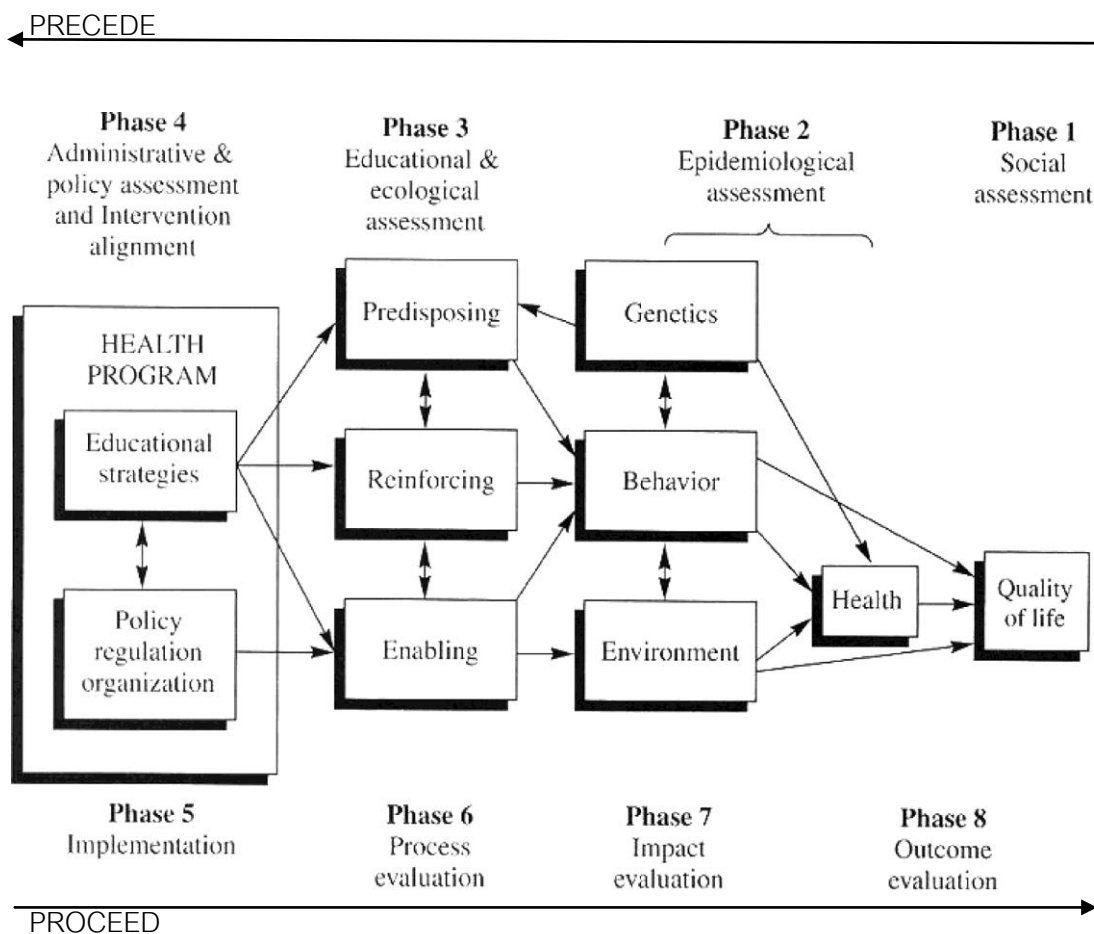 PRECEDE
Phase 4
Administrative &
policy assessment
and Intervention
alignment
Phase 3
Educational &
ecological
assessment
Phase 2
Epidemiological
assessment
Phase 1
Social
assessment
HEALTH
PROGRAM
Educational
strategies
Policy
regulation
organization
Predisposing
Reinforcing
Enabling
Genetics
Behavior
Environment
Health
Quality
of life
Phase 5
Implementation
Phase 6
Process
evaluation
Phase 7
Impact
evaluation
Phase 8
Outcome
evaluation
PROCEED